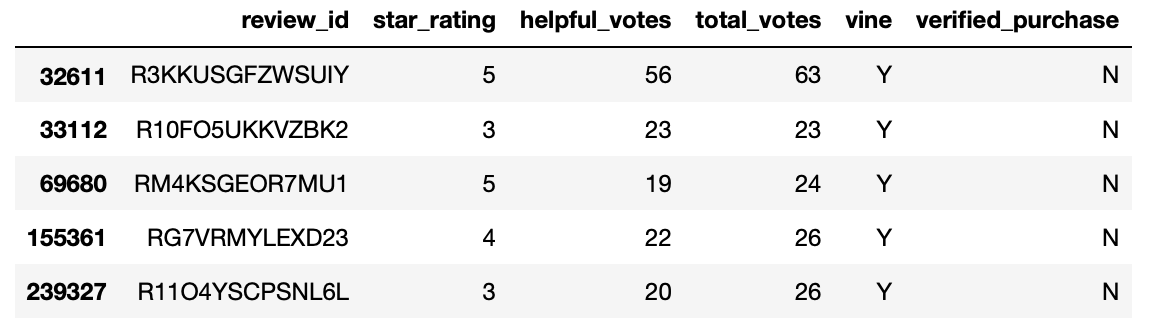 review_id star_rating helpful_votes total_votes vine verified_purchase
32611 R3KKUSGFZWSUIY 5 56 63 Y N
33112 R10FO5UKKVZBK2 3 23 23 Y N
69680 RM4KSGEOR7MU1 5 19 24 Y N
155361 RG7VRMYLEXD23 4 22 26 Y N
239327 R11O4YSCPSNL6L 3 20 26 Y N